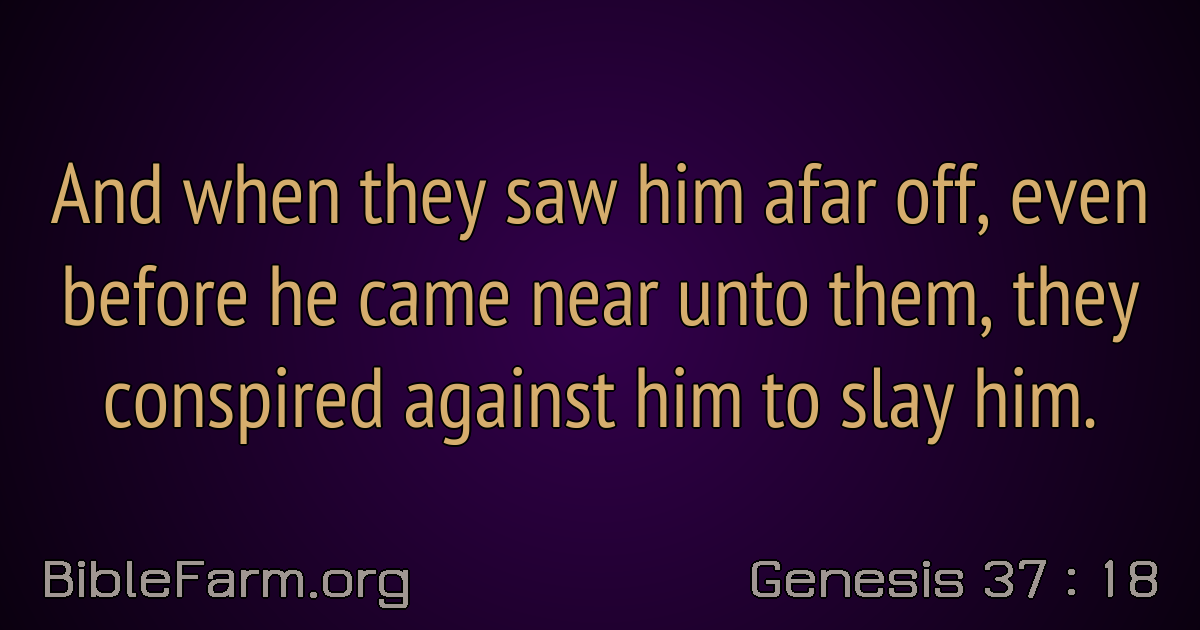 And when they saw him afar off, even
before he came near unto them, they
conspired against him to slay him.
BibleFarm.org
Genesis 37 : 18